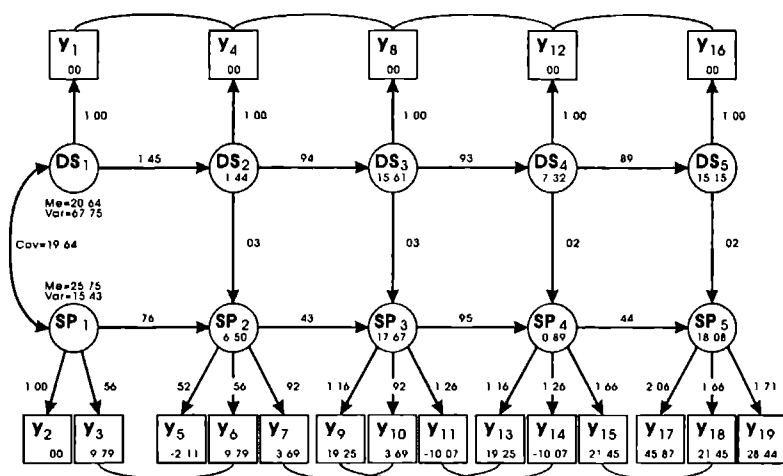 y1 y4 y8 y12 y16
00 00 00 00 00
1 00 1 00 1 00 1 00 1 00
DS1 1 45 DS2 94 DS3 93 DS4 89 DS5
1 44 15 61 7 32 15 15
Me=20 64
Var=67 75
Cov=19 64 03 03 02 02
Me=25 75
Var=15 43
SP1 76 SP2 43 SP3 95 SP4 44 SP5
6 50 17 67 0 89 18 08
1 00 56 52 56 92 1 16 92 1 26 1 16 1 26 1 66 2 06 1 66 1 71
y2 y3 y5 y6 y7 y9 y10 y11 y13 y14 y15 y17 y18 y19
00 9 79 -2 11 9 79 3 69 19 25 3 69 -10 07 19 25 -10 07 21 45 45 87 21 45 28 44